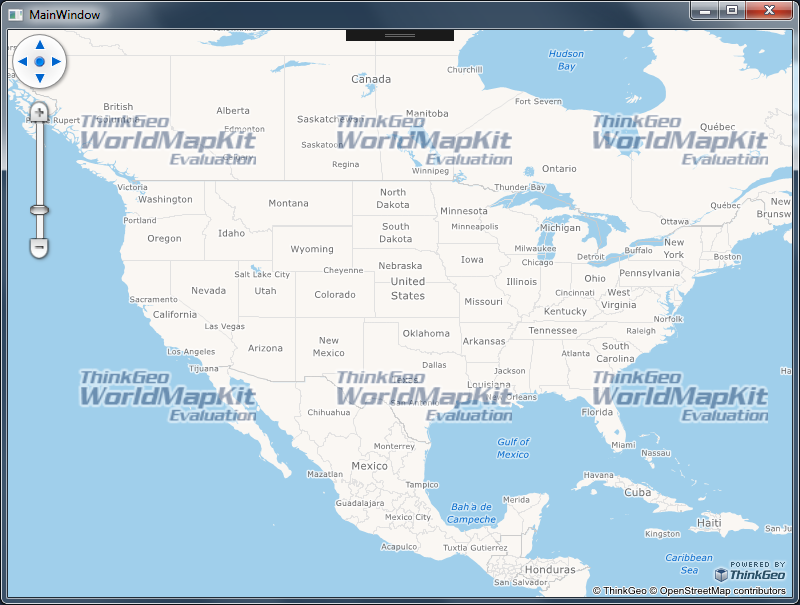 MainWindow
Hudson
Bay
Canada
Churchill
British
Alberta
Manitoba
Fort Severn
ThinkGeo
WorldMapKit
Evaluation
ThinkGeo
WorldMapKit
Evaluation
ThinkGeo
WorldMapKit
Evaluation
Rupert
Edmonton
Saskatchewan
Saskatoon
Québec
Regina
Winnipeg
Ontario
Victoria
Washington
Montana
North
Dakota
Thunder Bay
Minnesota
Québec
New
Brunsw
Portland
Oregon
Idaho
South
Dakota
Minneapolis
Michigan
Ottawa
Wyoming
Milwaukee
Chicago
Detroit
Buffalo
New
York
Boston
Salt Lake City
Cheyenne
Nebraska
Iowa
Pennsylvania
Nevada
Utah
Colorado
United
States
Illinois
Ohio
Cincinnati
West
Virginia
Sacramento
California
Missouri
Kentucky
Norfolk
Las Vegas
Oklahoma
Arkansas
Tennessee
Raleigh
Los Angeles
Arizona
New
Mexico
Atlanta
South
Carolina
Tijuana
Dallas
Jackson
Texas
Louisiana
ThinkGeo
WorldMapKit
Evaluation
ThinkGeo
WorldMapKit
Evaluation
ThinkGeo
WorldMapKit
Evaluation
San Antonio
New Orleans
Chihuahua
Florida
Monterrey
Gulf of
Mexico
Miami
Nassau
Mexico
Mazatlan
Tampico
Havana
Cuba
Guadalajara
Merida
Mexico City
Bah a de
Campeche
Haiti
San Ju
Acapulco
Tuxtla Gutierrez
Kingston
Honduras
San Salvador
Caribbean
Sea
POWERED BY
ThinkGeo
© ThinkGeo © OpenStreetMap contributors